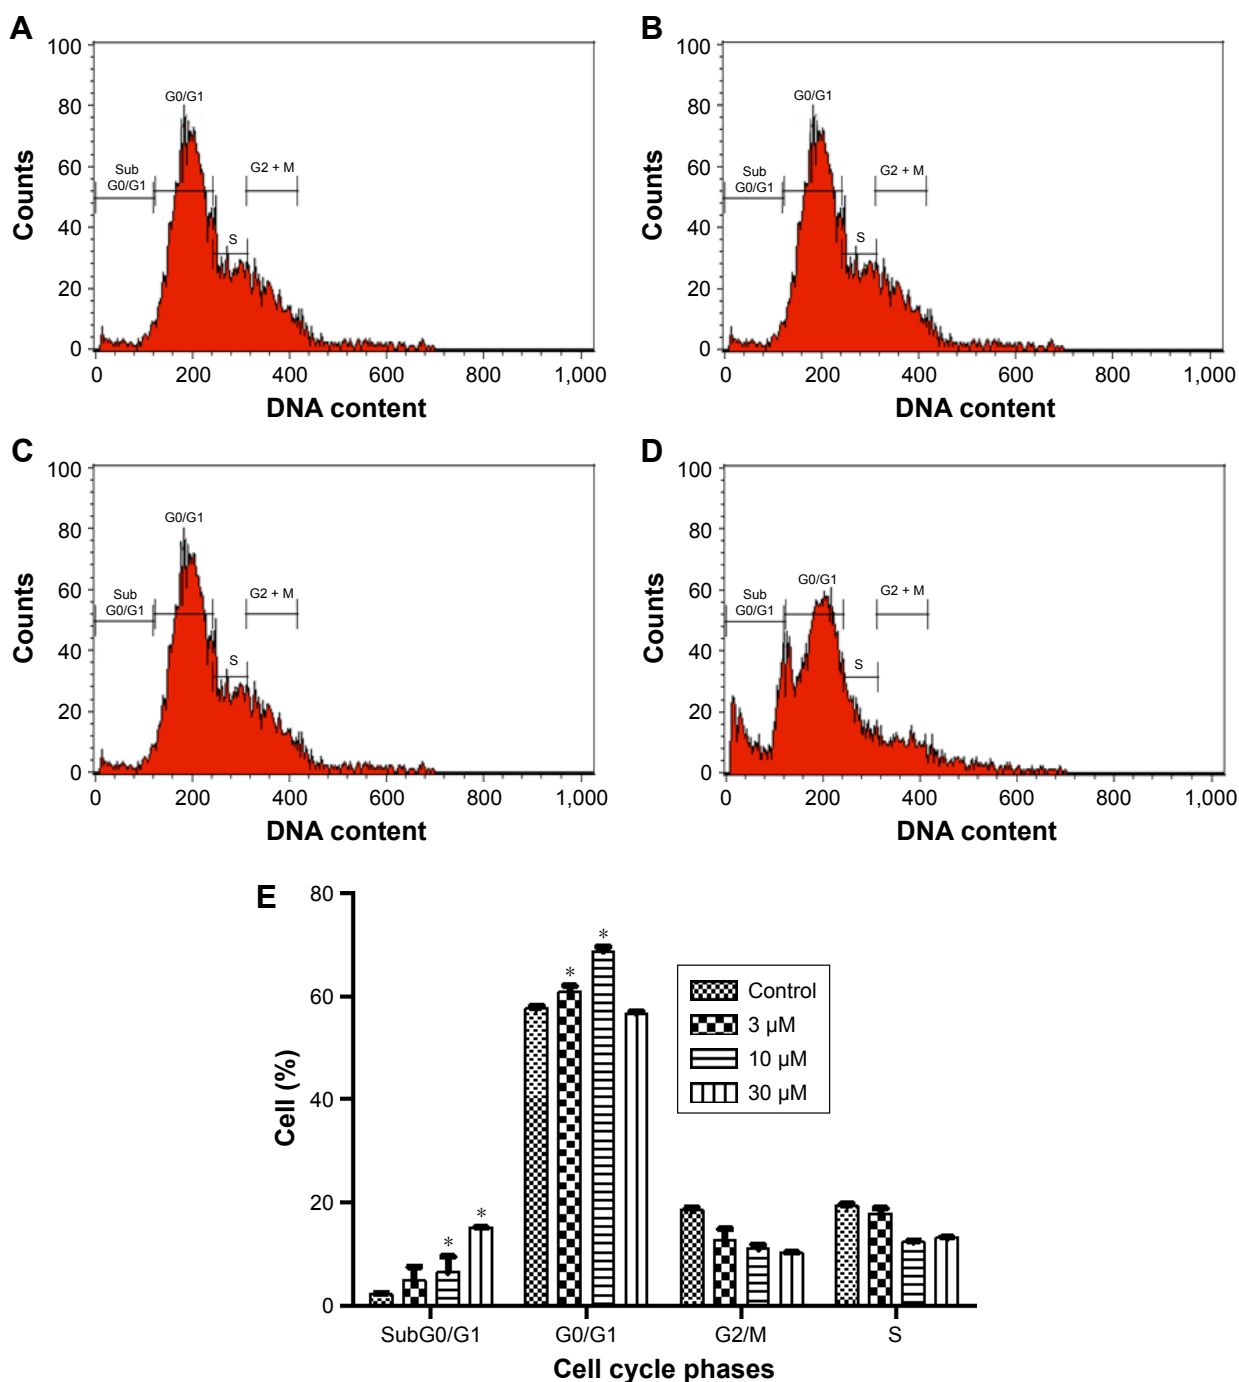 A
100
80
60
40
20
0
Counts
G0/G1
Sub
G0/G1
G2 + M
S
0 200 400 600 800 1,000
DNA content
B
100
80
60
40
20
0
Counts
G0/G1
Sub
G0/G1
G2 + M
S
0 200 400 600 800 1,000
DNA content
C
100
80
60
40
20
0
Counts
G0/G1
Sub
G0/G1
G2 + M
S
0 200 400 600 800 1,000
DNA content
D
100
80
60
40
20
0
Counts
G0/G1
Sub
G0/G1
G2 + M
S
0 200 400 600 800 1,000
DNA content
E
80
60
40
20
0
Cell (%)
* * * *
Control
3 µM
10 µM
30 µM
SubG0/G1 G0/G1 G2/M S
Cell cycle phases